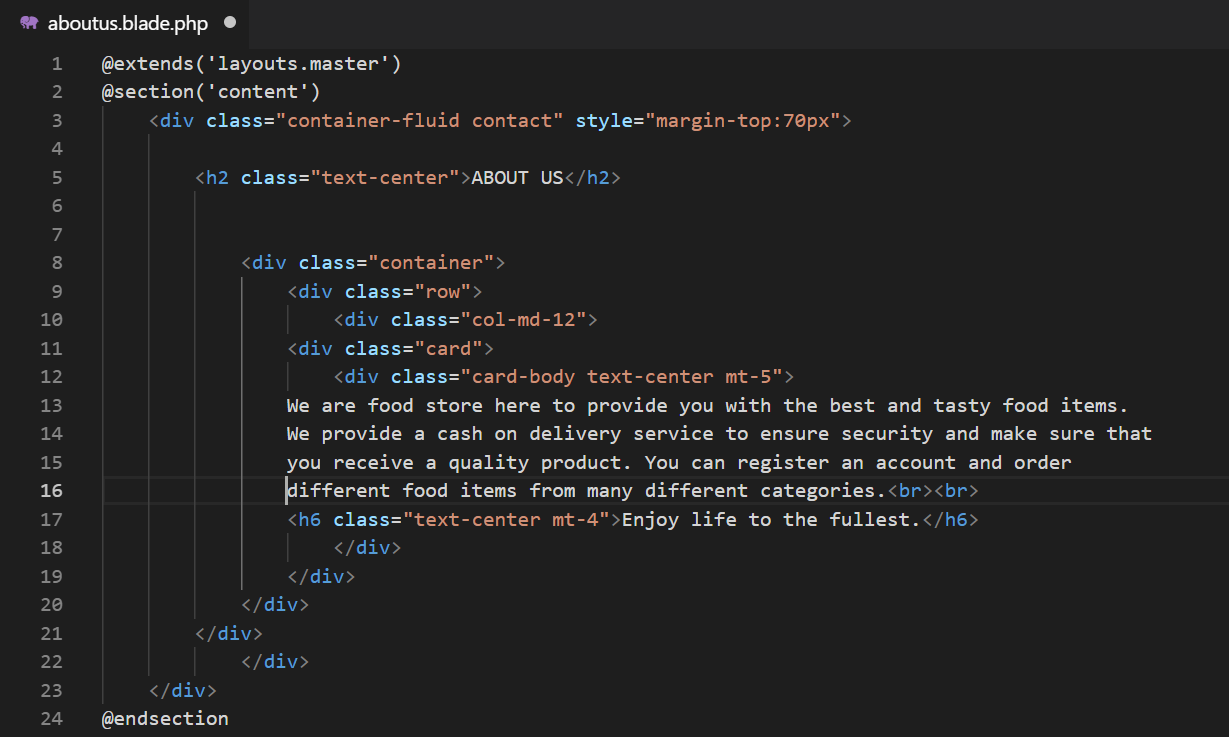 aboutus.blade.php
1 @extends('layouts.master')
2 @section('content')
3 <div class="container-fluid contact" style="margin-top:70px">
4
5 <h2 class="text-center">ABOUT US</h2>
6
7
8 <div class="container">
9 <div class="row">
10 <div class="col-md-12">
11 <div class="card">
12 <div class="card-body text-center mt-5">
13 We are food store here to provide you with the best and tasty food items.
14 We provide a cash on delivery service to ensure security and make sure that
15 you receive a quality product. You can register an account and order
16 different food items from many different categories.<br><br>
17 <h6 class="text-center mt-4">Enjoy life to the fullest.</h6>
18 </div>
19 </div>
20 </div>
21 </div>
22 </div>
23 </div>
24 @endsection